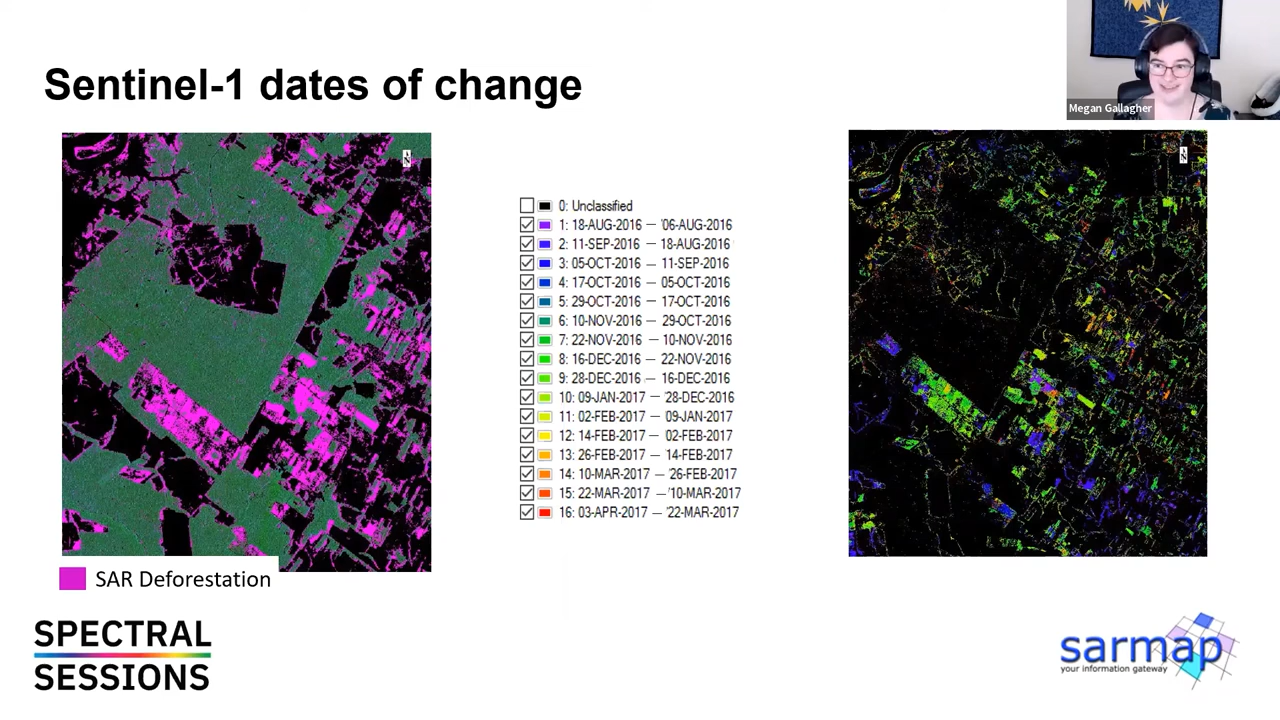 Megan Gallagher
Sentinel-1 dates of change
N
N
0: Unclassified
1: 18-AUG-2016 — '06-AUG-2016
2: 11-SEP-2016 — 18-AUG-2016
3: 05-OCT-2016 — 11-SEP-2016
4: 17-OCT-2016 — 05-OCT-2016
5: 29-OCT-2016 — 17-OCT-2016
6: 10-NOV-2016 — 29-OCT-2016
7: 22-NOV-2016 — 10-NOV-2016
8: 16-DEC-2016 — 22-NOV-2016
9: 28-DEC-2016 — 16-DEC-2016
10: 09-JAN-2017 — '28-DEC-2016
11: 02-FEB-2017 — '09-JAN-2017
12: 14-FEB-2017 — 02-FEB-2017
13: 26-FEB-2017 — '14-FEB-2017
14: 10-MAR-2017 — '26-FEB-2017
15: 22-MAR-2017 — '10-MAR-2017
16: 03-APR-2017 — '22-MAR-2017
SAR Deforestation
SPECTRAL
SESSIONS
sarmap
your information gateway